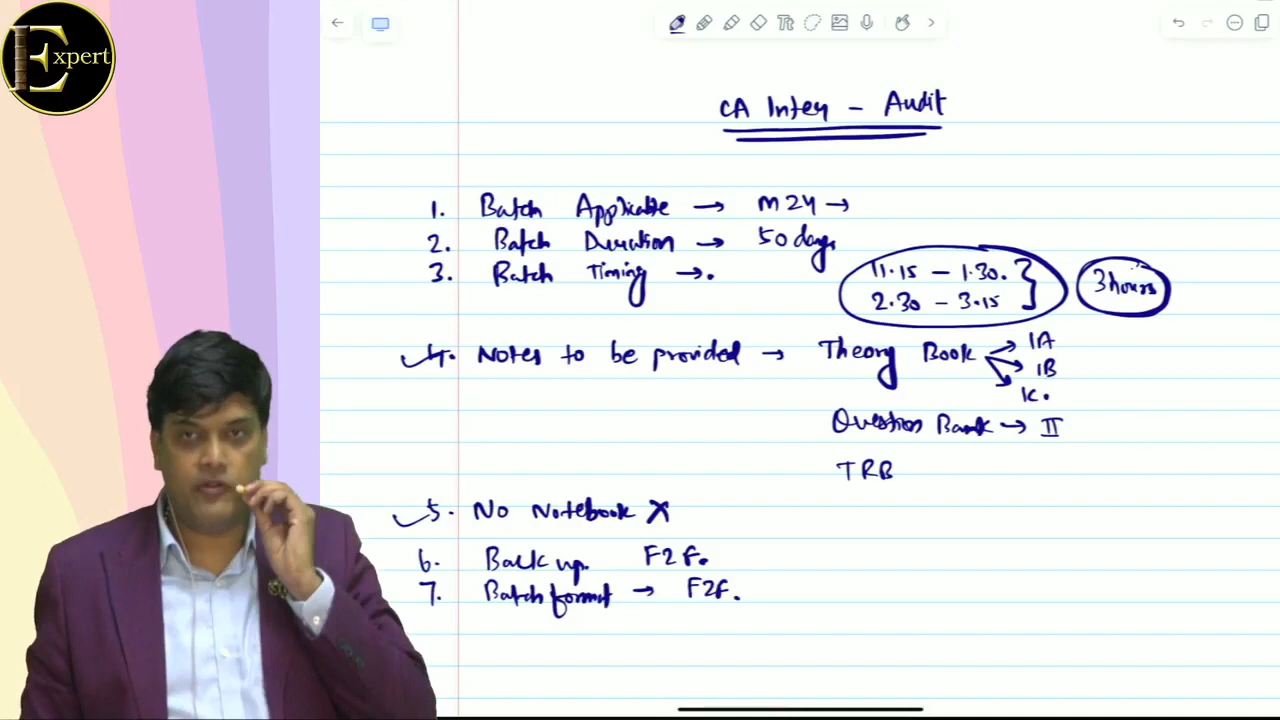 Expert
CA Inter - Audit
1. Batch Applicable → M24 →
2. Batch Duration → 50 days
3. Batch Timing →.
11.15 - 1.30.
2.30 - 3.15
3 hours
4. Notes to be provided → Theory Book
1A
1B
1C.
Question Bank → II
TRB
5. No Notebook X
6. Back up. F2F.
7. Batch format → F2F.